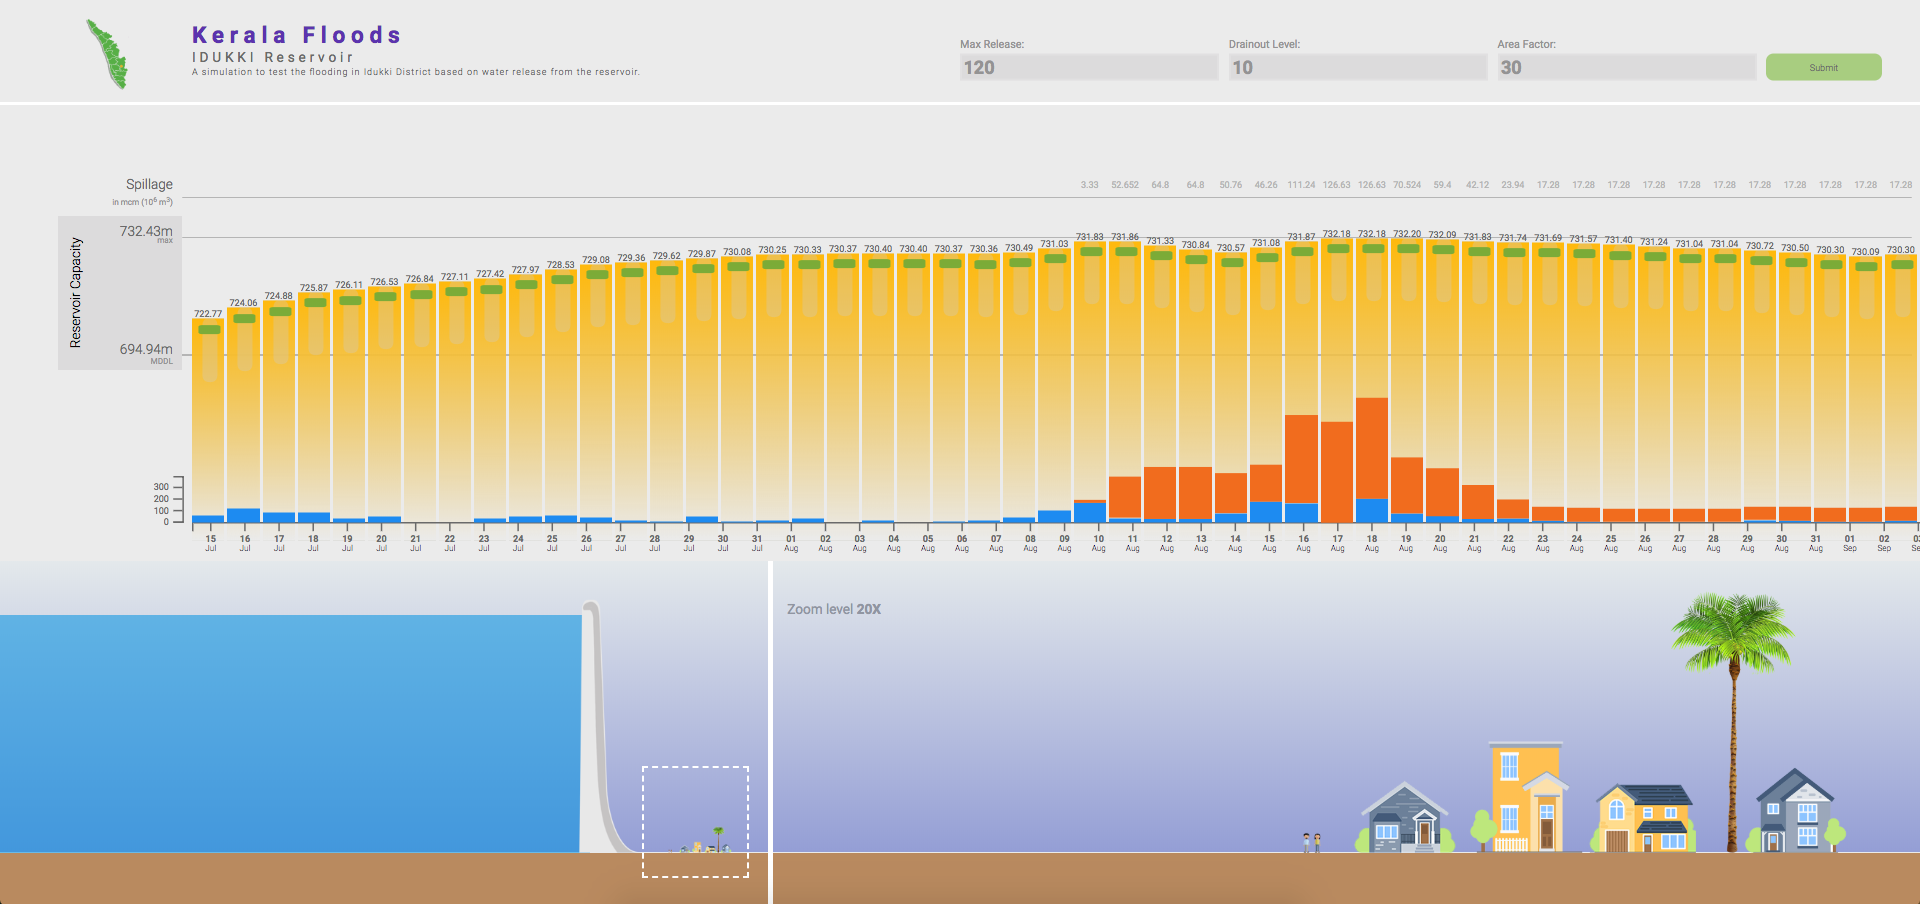 Kerala Floods
IDUKKI Reservoir
A simulation to test the flooding in Idukki District based on water release from the reservoir.
Max Release:
120
Drainout Level:
10
Area Factor:
30
Submit
Spillage
in mcm (10⁶ m³)
3.33 52.652 64.8 64.8 50.76 46.26 111.24 126.63 126.63 70.524 59.4 42.12 23.94 17.28 17.28 17.28 17.28 17.28 17.28 17.28 17.28 17.28 17.28 17.28
Reservoir Capacity
732.43m
max
694.94m
MDDL
722.77 724.06 724.88 725.87 726.11 726.53 726.84 727.11 727.42 727.97 728.53 729.08 729.36 729.62 729.87 730.08 730.25 730.33 730.37 730.40 730.40 730.37 730.36 730.49 731.03 731.83 731.86 731.33 730.84 730.57 731.08 731.87 732.18 732.18 732.20 732.09 731.83 731.74 731.69 731.57 731.40 731.24 731.04 731.04 730.72 730.50 730.30 730.09 730.30
300
200
100
0
15 16 17 18 19 20 21 22 23 24 25 26 27 28 29 30 31 01 02 03 04 05 06 07 08 09 10 11 12 13 14 15 16 17 18 19 20 21 22 23 24 25 26 27 28 29 30 31 01 02
Jul Jul Jul Jul Jul Jul Jul Jul Jul Jul Jul Jul Jul Jul Jul Jul Jul Aug Aug Aug Aug Aug Aug Aug Aug Aug Aug Aug Aug Aug Aug Aug Aug Aug Aug Aug Aug Aug Aug Aug Aug Aug Aug Aug Aug Aug Aug Aug Sep Sep
Zoom level 20X